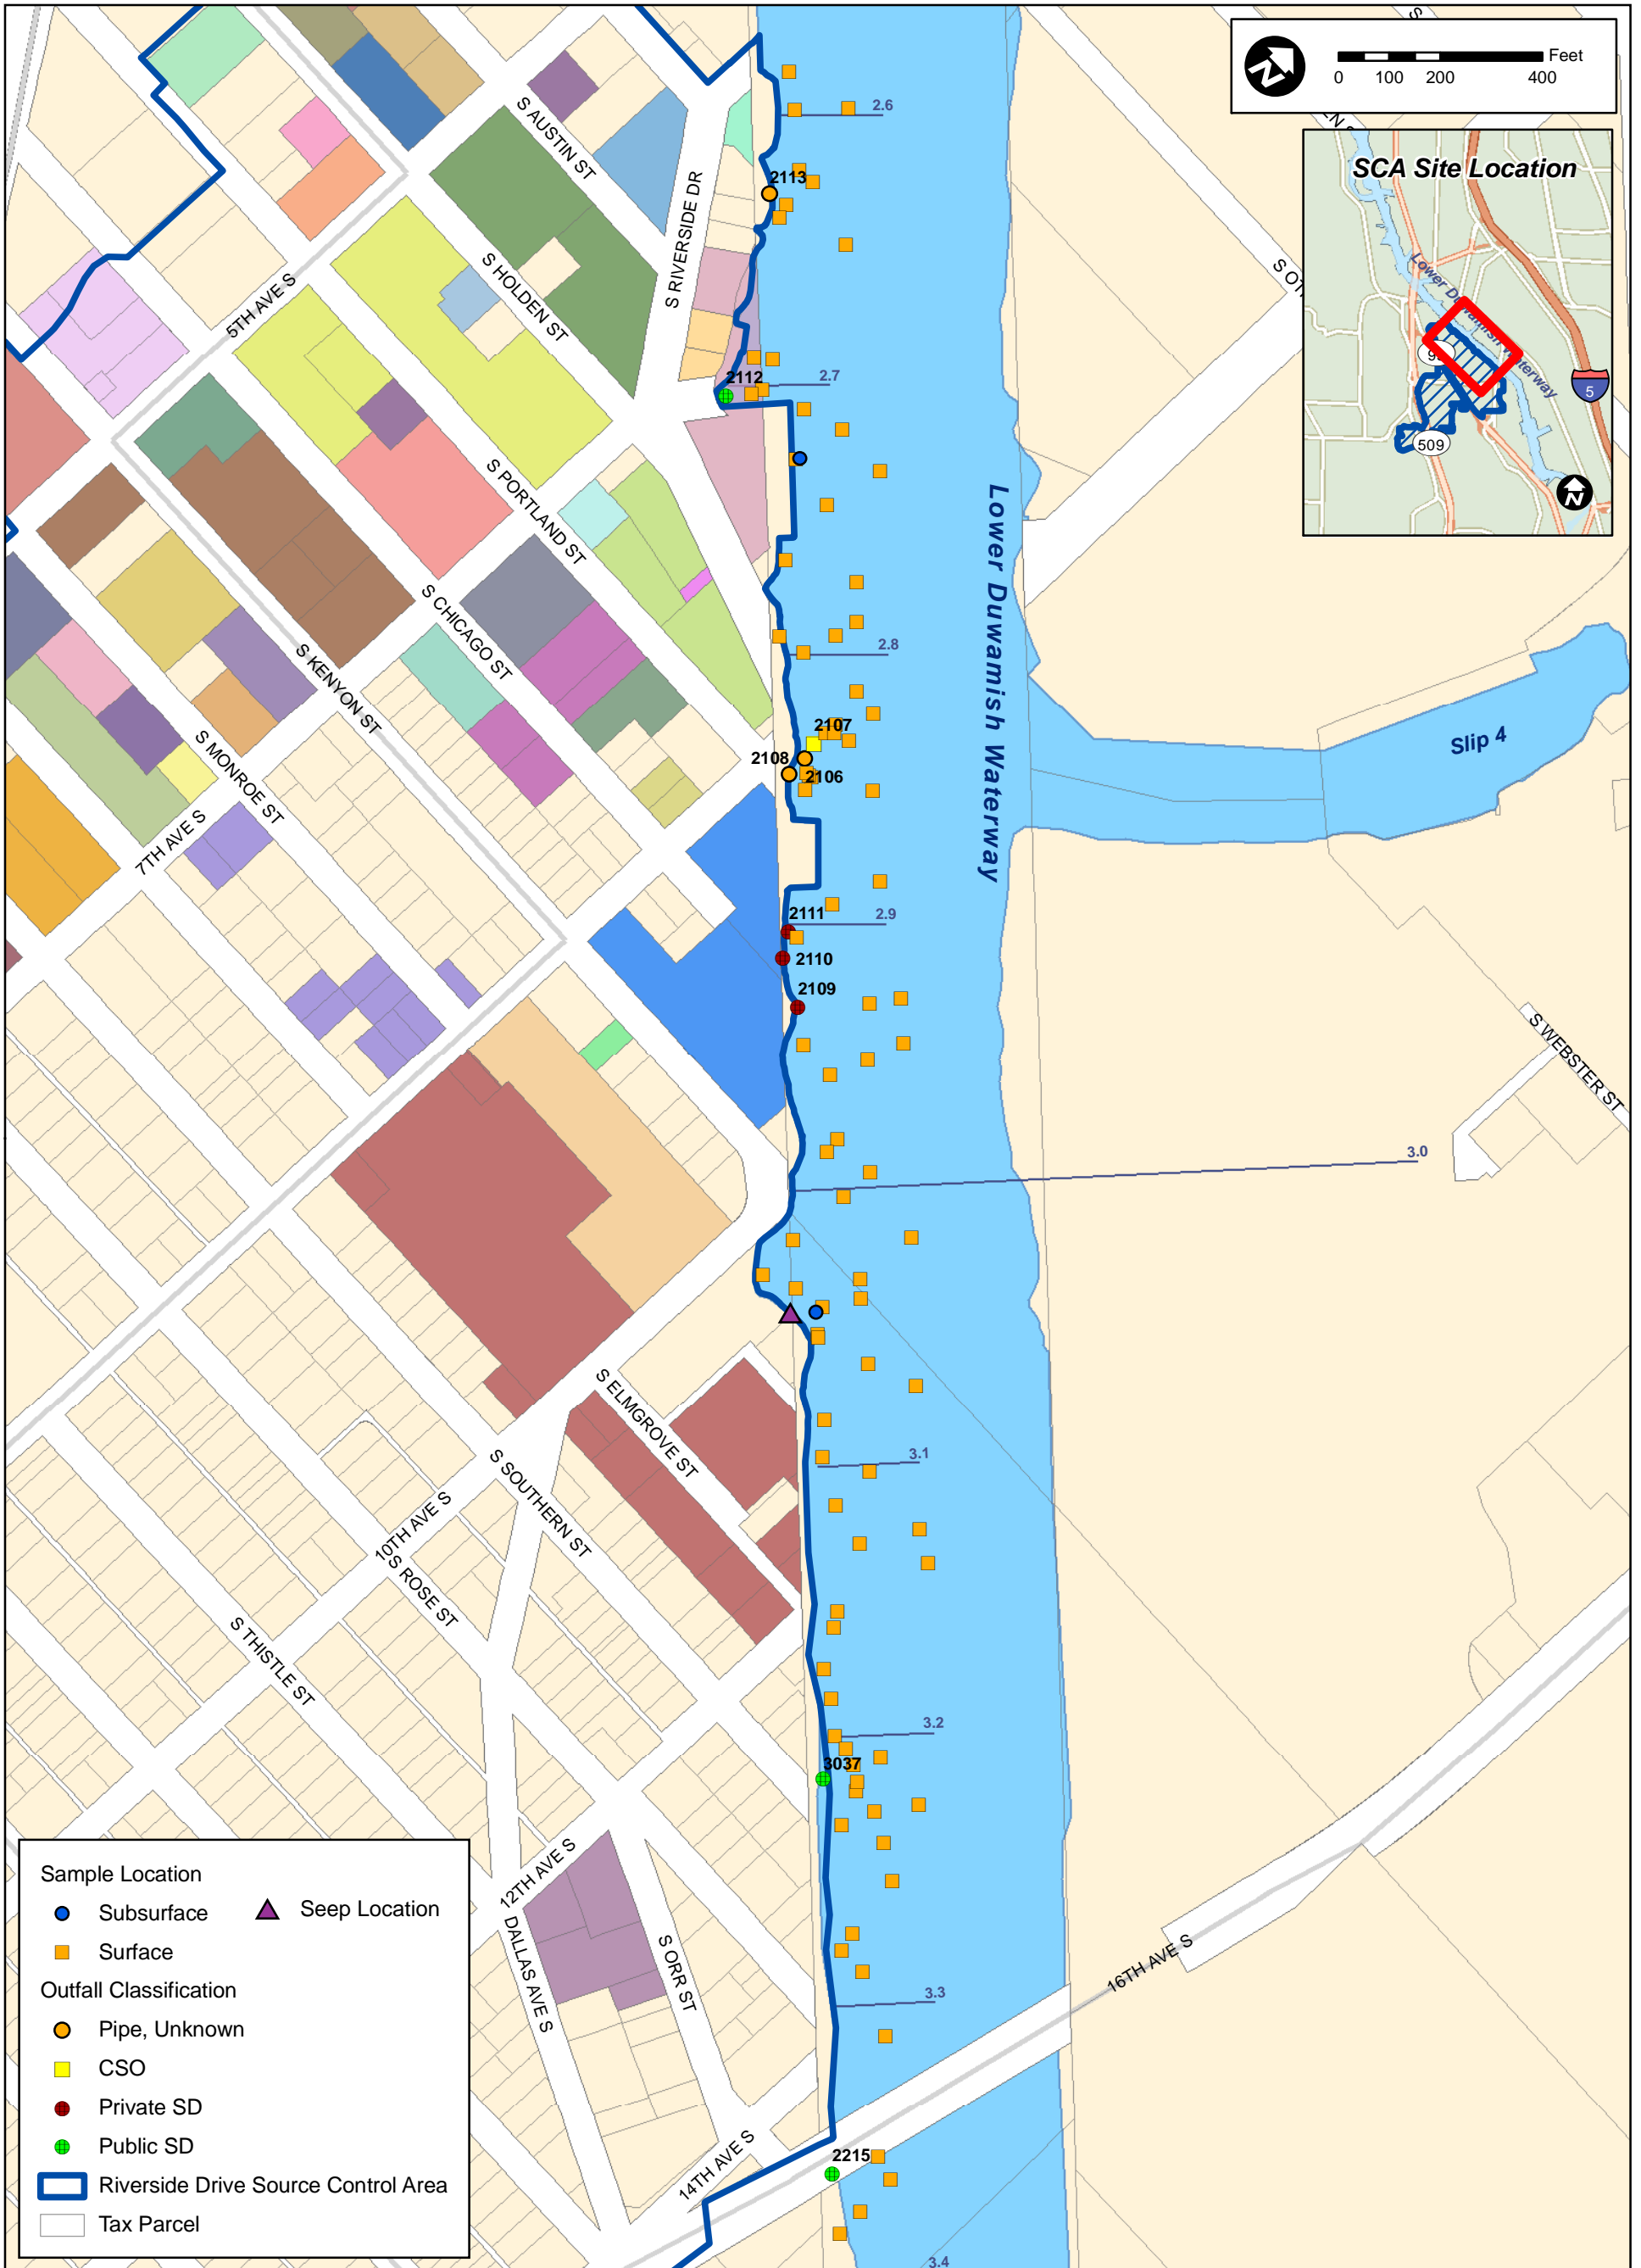 Feet
0 100 200 400
N
SCA Site Location
Lower Duwamish Waterway
5
509
N
2.6
S AUSTIN ST
2113
S RIVERSIDE DR
S HOLDEN ST
5TH AVE S
2112
2.7
S PORTLAND ST
Lower Duwamish Waterway
S CHICAGO ST
2.8
S KENYON ST
2107
2108
2106
Slip 4
S MONROE ST
7TH AVE S
2111
2.9
2110
2109
S WEBSTER ST
3.0
S ELMGROVE ST
3.1
S SOUTHERN ST
10TH AVE S
S ROSE ST
S THISTLE ST
3.2
3037
12TH AVE S
DALLAS AVE S
S ORR ST
16TH AVE S
3.3
14TH AVE S
2215
3.4
Sample Location
Subsurface
Seep Location
Surface
Outfall Classification
Pipe, Unknown
CSO
Private SD
Public SD
Riverside Drive Source Control Area
Tax Parcel